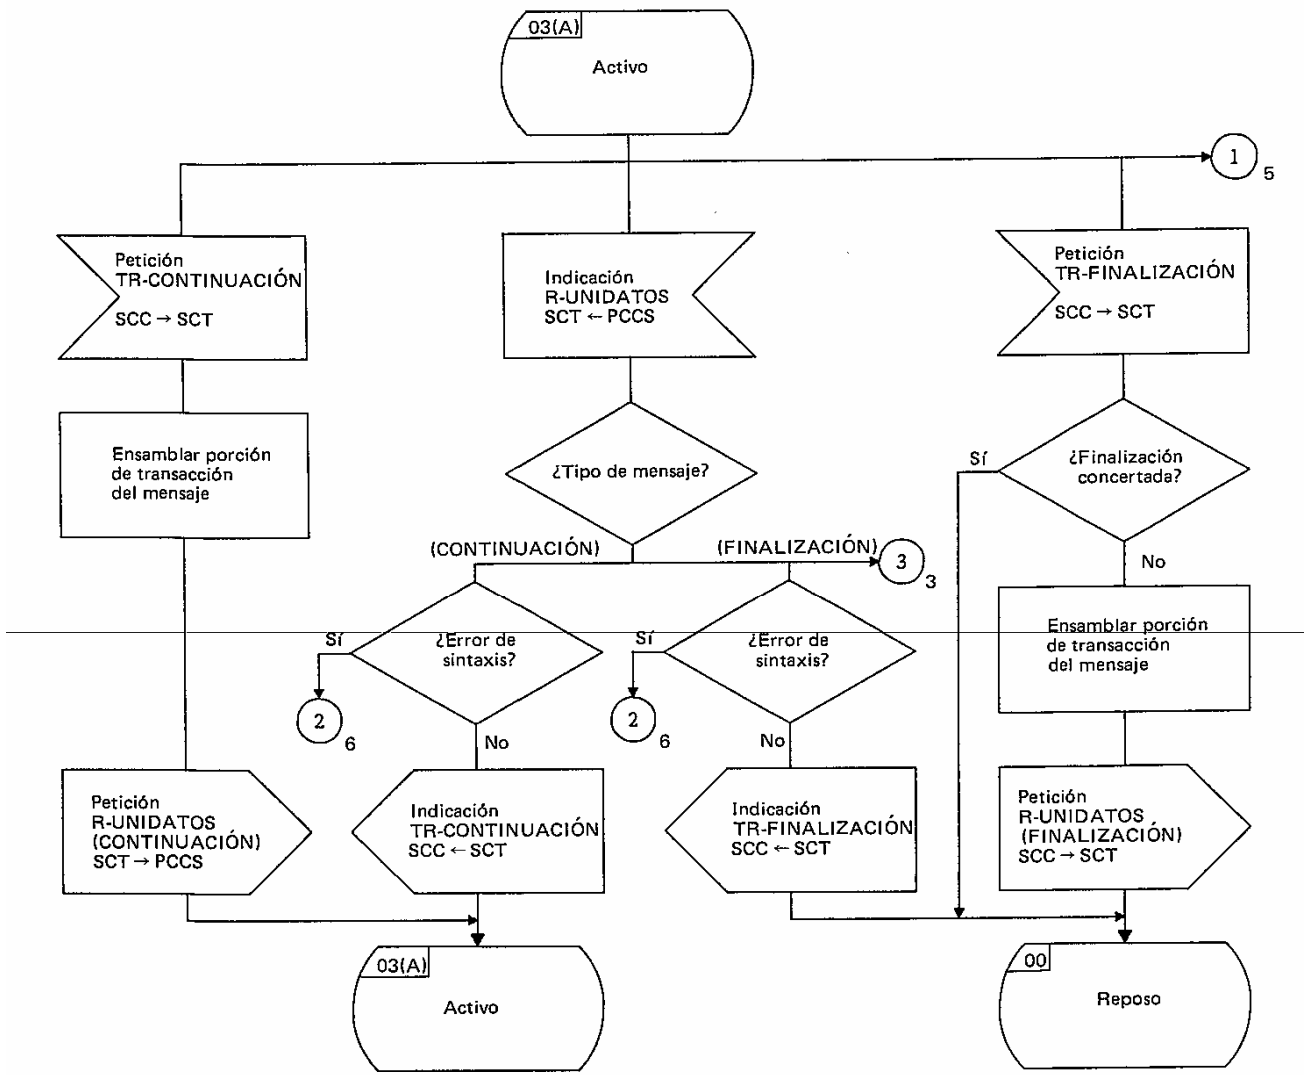 03(A)
Activo
1
5
Petición
TR-CONTINUACIÓN
SCC → SCT
Indicación
R-UNIDATOS
SCT ← PCCS
Petición
TR-FINALIZACIÓN
SCC → SCT
Ensamblar porción
de transacción
del mensaje
¿Tipo de mensaje?
Sí
¿Finalización
concertada?
No
(CONTINUACIÓN)
(FINALIZACIÓN)
3
3
Sí
¿Error de
sintaxis?
2
6
No
Sí
¿Error de
sintaxis?
2
6
No
Ensamblar porción
de transacción
del mensaje
Petición
R-UNIDATOS
(CONTINUACIÓN)
SCT → PCCS
Indicación
TR-CONTINUACIÓN
SCC ← SCT
Indicación
TR-FINALIZACIÓN
SCC ← SCT
Petición
R-UNIDATOS
(FINALIZACIÓN)
SCC → SCT
03(A)
Activo
00
Reposo